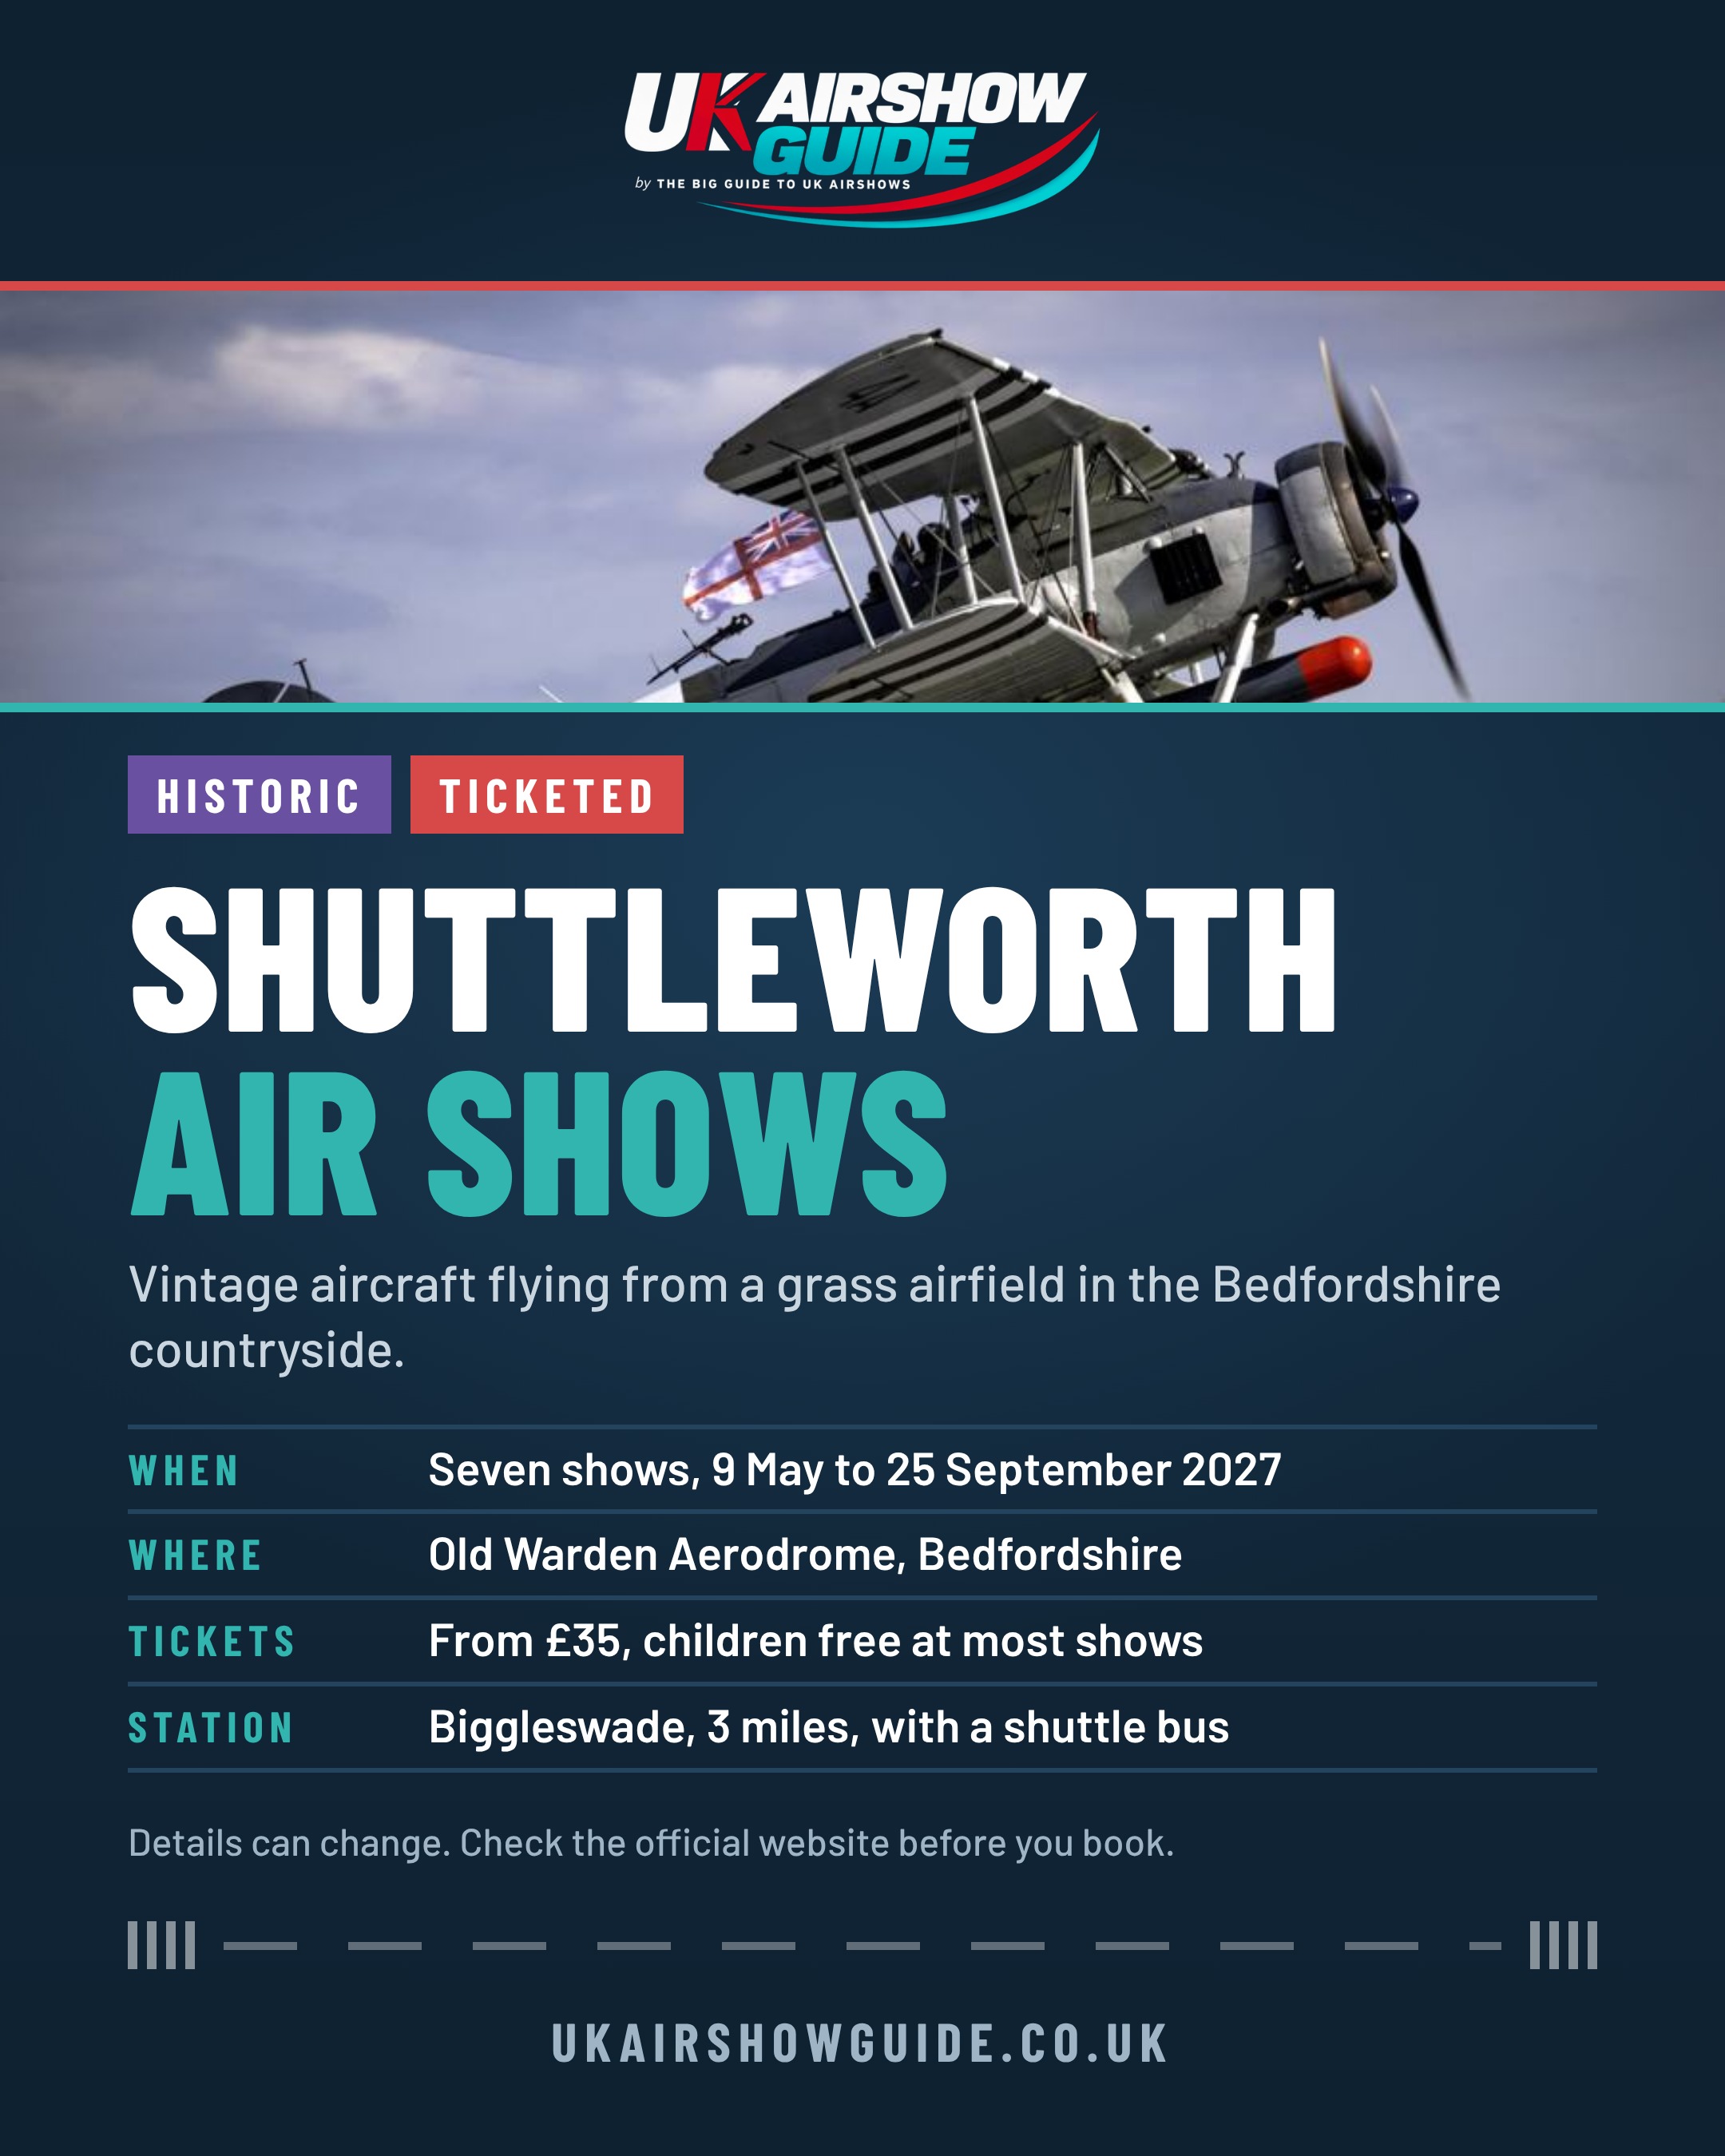 UK AIRSHOW
GUIDE
by THE BIG GUIDE TO UK AIRSHOWS
HISTORIC TICKETED
SHUTTLEWORTH
AIR SHOWS
Vintage aircraft flying from a grass airfield in the Bedfordshire
countryside.
WHEN Seven shows, 9 May to 25 September 2027
WHERE Old Warden Aerodrome, Bedfordshire
TICKETS From £35, children free at most shows
STATION Biggleswade, 3 miles, with a shuttle bus
Details can change. Check the official website before you book.
UKAIRSHOWGUIDE.CO.UK